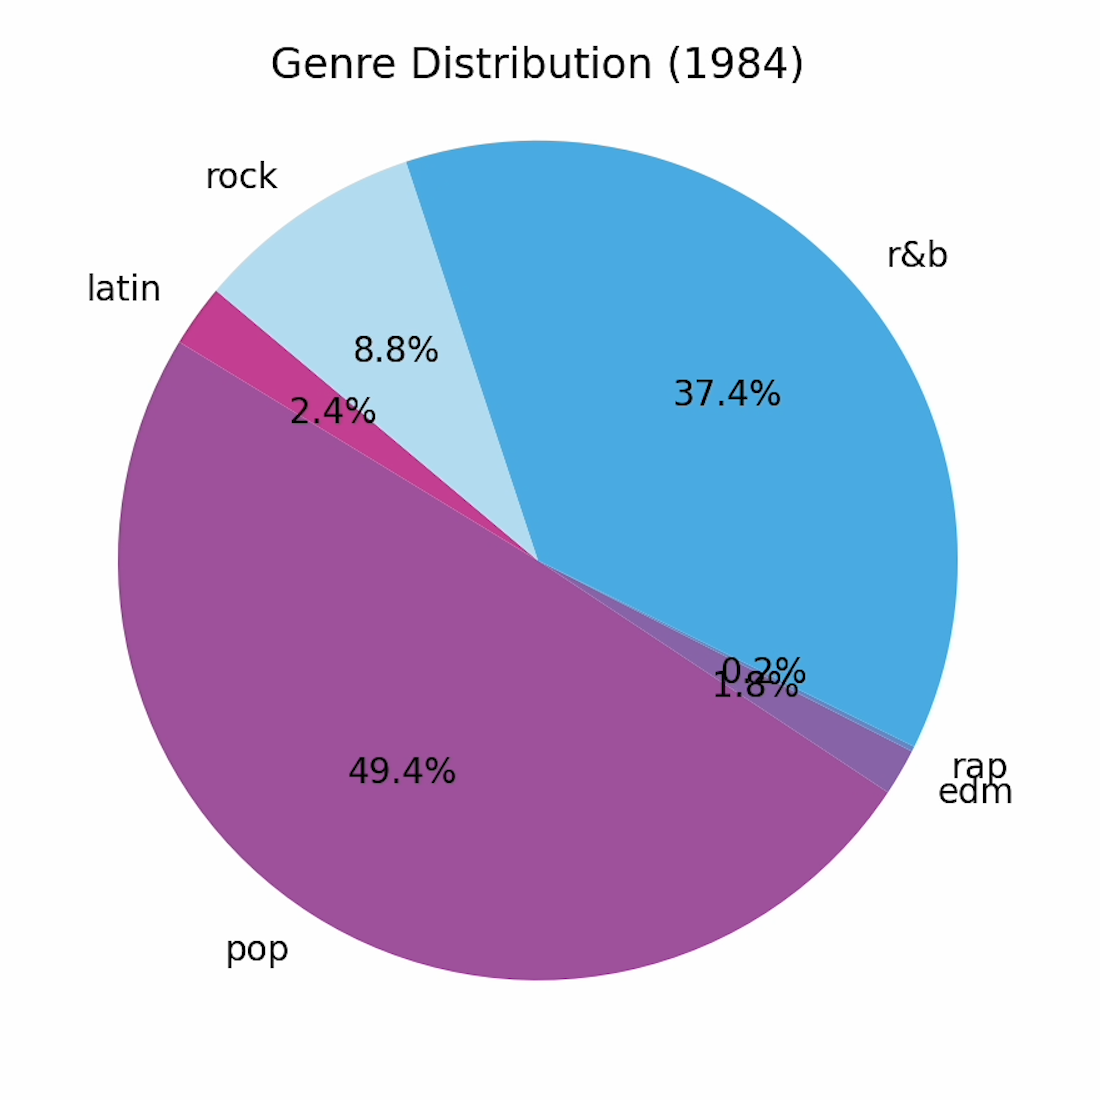 Genre Distribution (1984)
rock
r&b
latin
8.8%
37.4%
2.4%
0.2%
1.8%
rap
49.4%
edm
pop